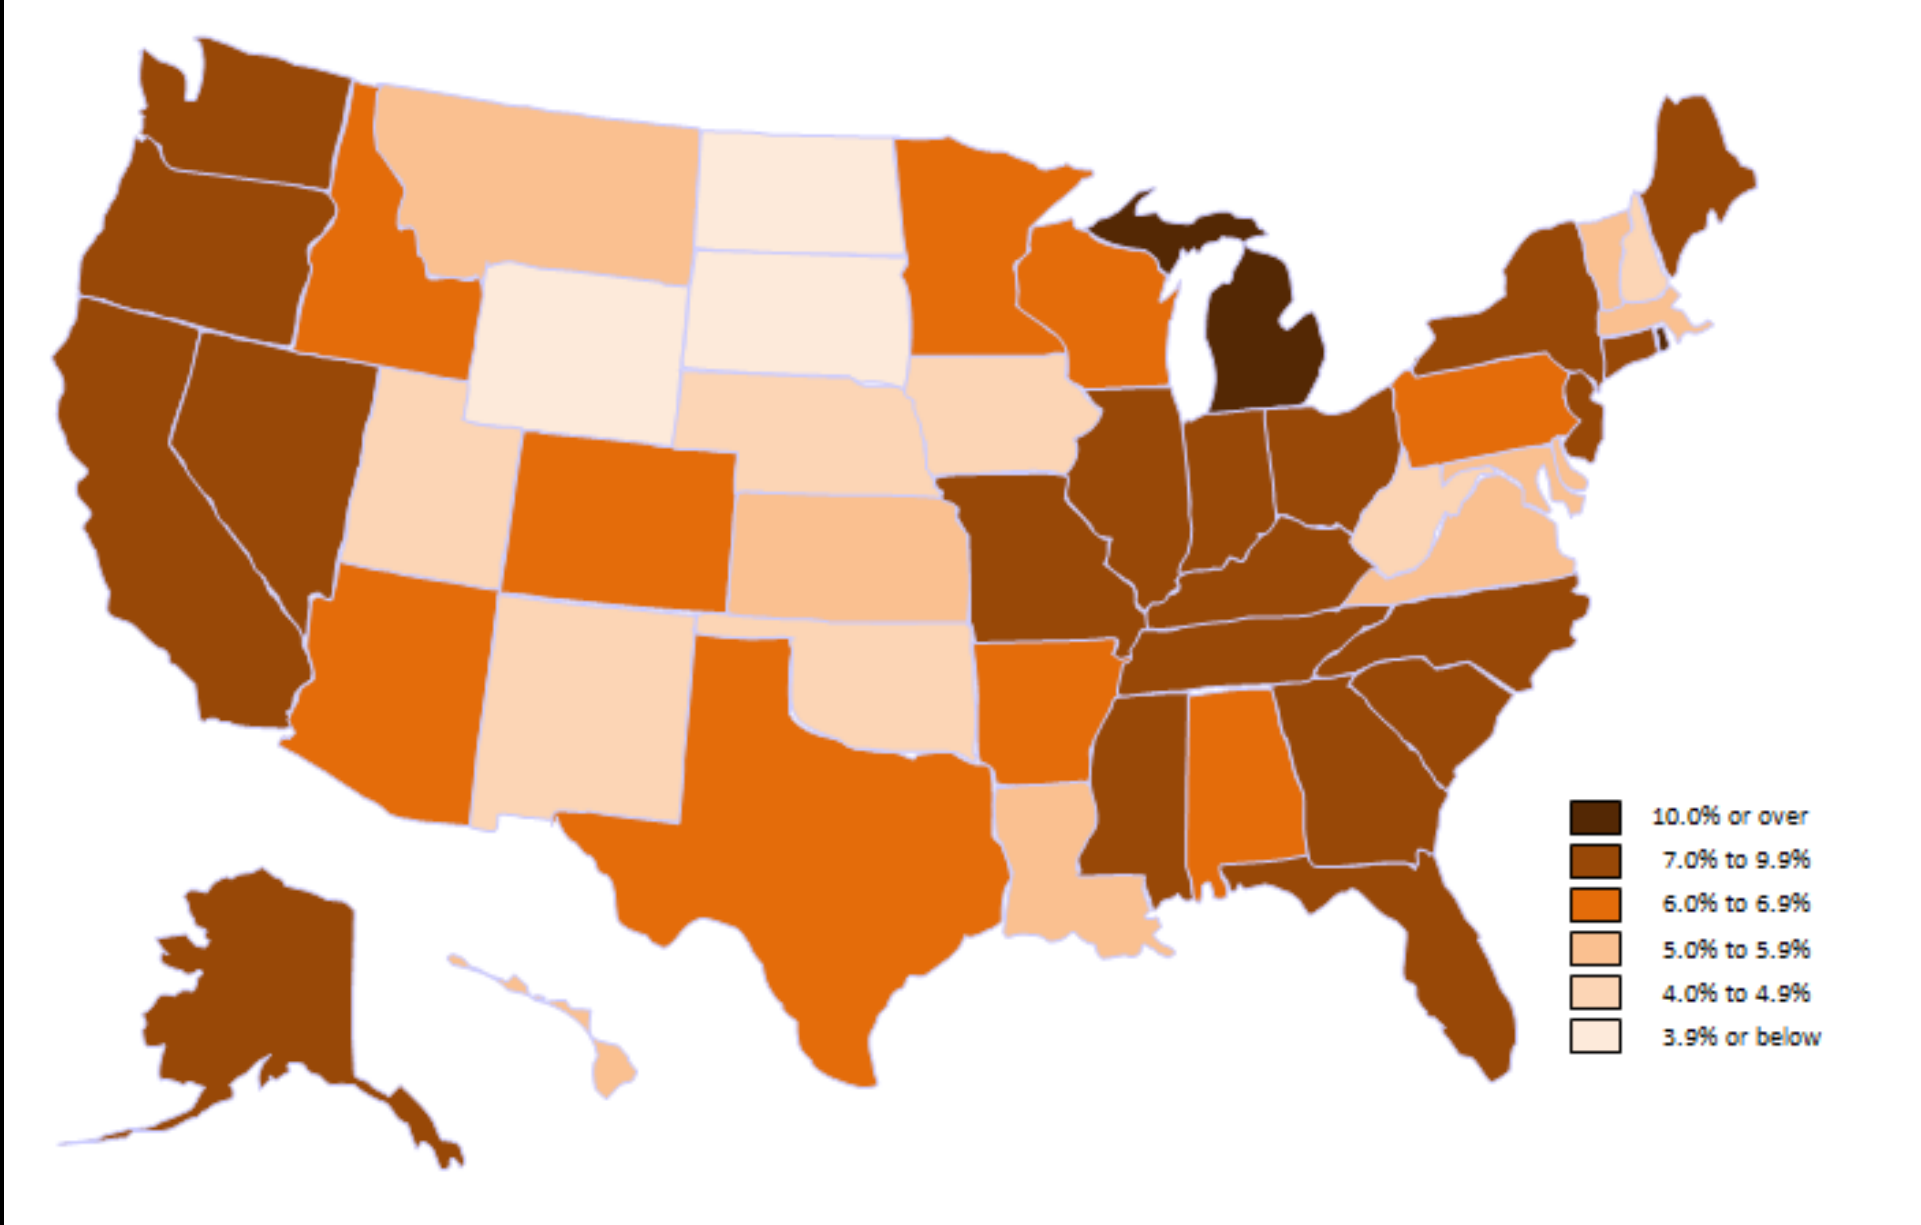 10.0% or over
7.0% to 9.9%
6.0% to 6.9%
5.0% to 5.9%
4.0% to 4.9%
3.9% or below